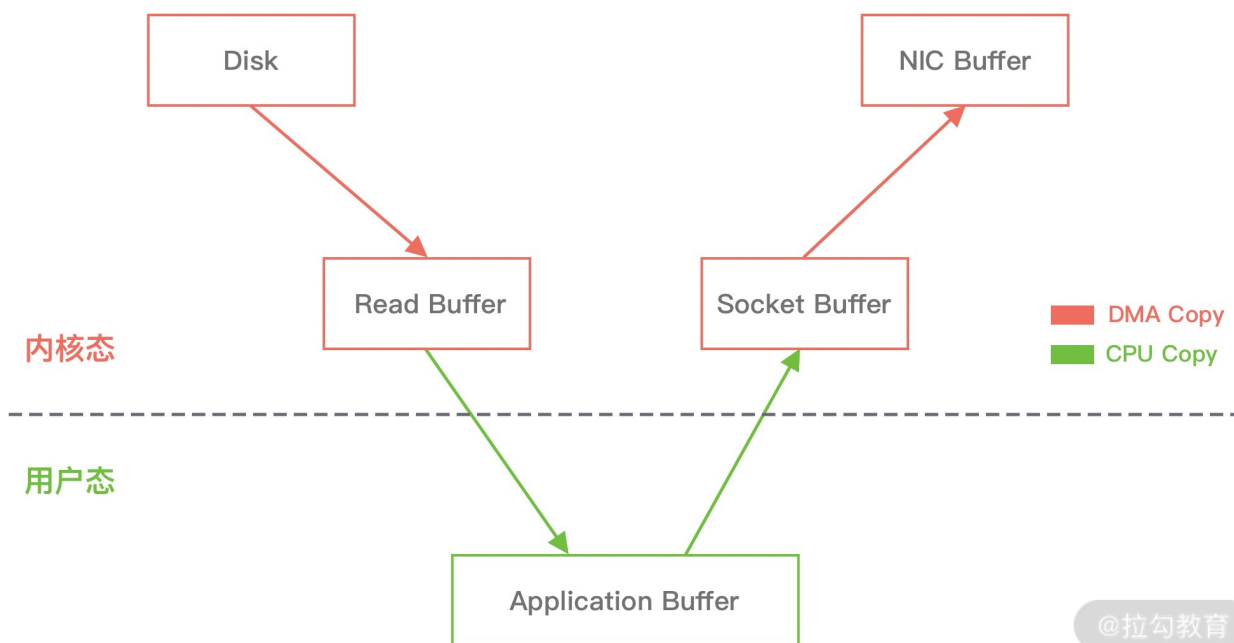 Disk
NIC Buffer
Read Buffer
Socket Buffer
DMA Copy
内核态
CPU Copy
用户态
Application Buffer
@拉勾教育